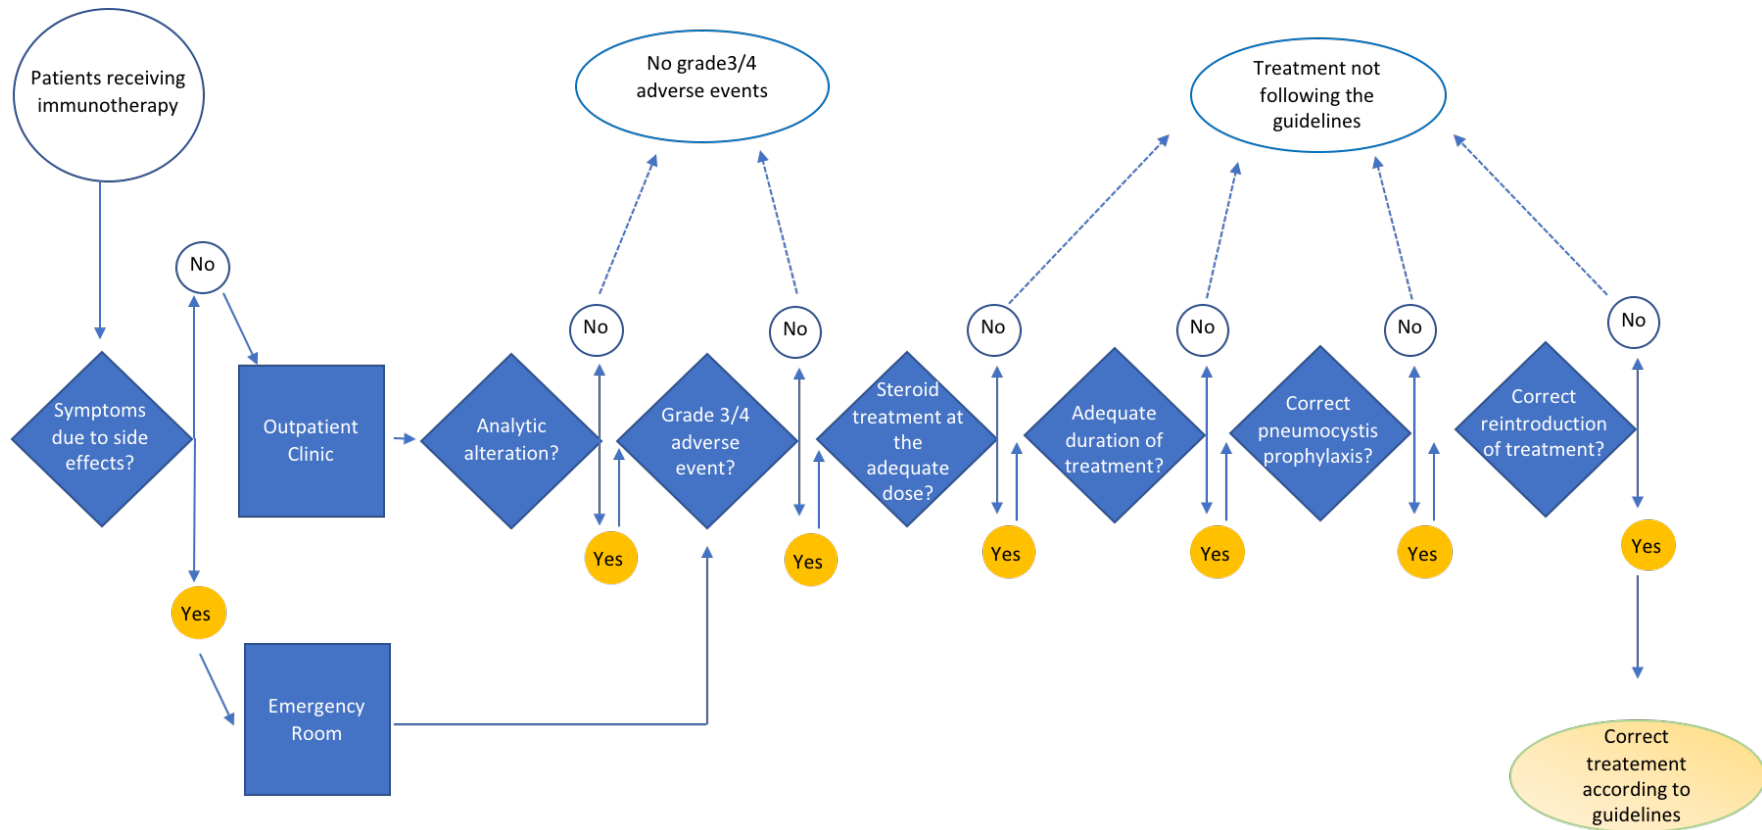 Patients receiving
immunotherapy
No grade3/4
adverse events
Treatment not
following the
guidelines
No
No
No
No
No
No
No
Symptoms
due to side
effects?
Outpatient
Clinic
Analytic
alteration?
Grade 3/4
adverse
event?
Steroid
treatment at
the
adequate
dose?
Adequate
duration of
treatment?
Correct
pneumocystis
prophylaxis?
Correct
reintroduction
of treatment?
Yes
Yes
Yes
Yes
Yes
Yes
Yes
Emergency
Room
Correct
treatement
according to
guidelines